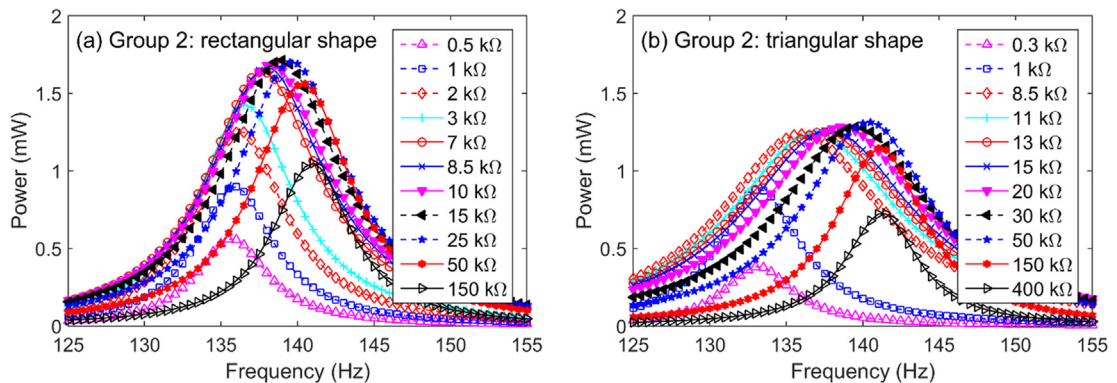 (a) Group 2: rectangular shape
2
1.5
1
0.5
0
Power (mW)
125 130 135 140 145 150 155
Frequency (Hz)
0.5 kΩ
1 kΩ
2 kΩ
3 kΩ
7 kΩ
8.5 kΩ
10 kΩ
15 kΩ
25 kΩ
50 kΩ
150 kΩ
(b) Group 2: triangular shape
2
1.5
1
0.5
0
Power (mW)
125 130 135 140 145 150 155
Frequency (Hz)
0.3 kΩ
1 kΩ
8.5 kΩ
11 kΩ
13 kΩ
15 kΩ
20 kΩ
30 kΩ
50 kΩ
150 kΩ
400 kΩ